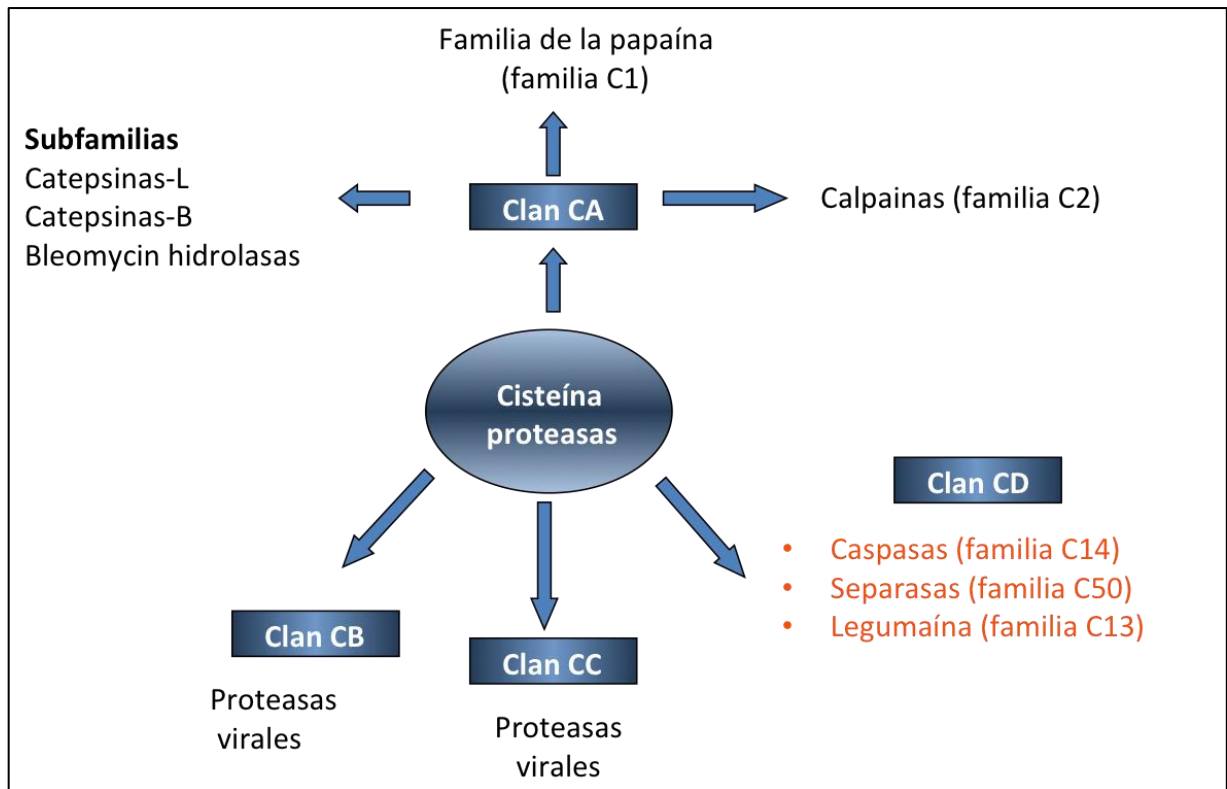 Familia de la papaína
(familia C1)
Subfamilias
Catepsinas-L
Catepsinas-B
Bleomycin hidrolasas
Clan CA
Calpainas (familia C2)
Cisteína
proteasas
Clan CD
• Caspasas (familia C14)
• Separasas (familia C50)
• Legumaína (familia C13)
Clan CB
Proteasas
virales
Clan CC
Proteasas
virales